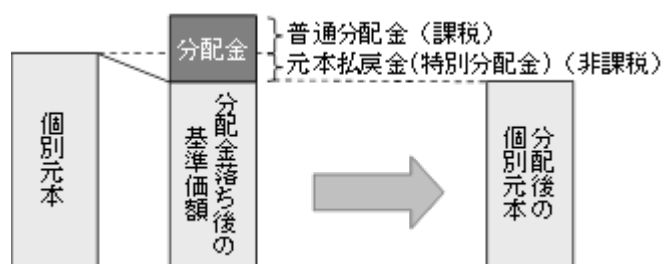 分配金
普通分配金（課税）
元本払戻金(特別分配金)（非課税）
個別元本
分配金落ち後の
基準価額
分配後の
個別元本